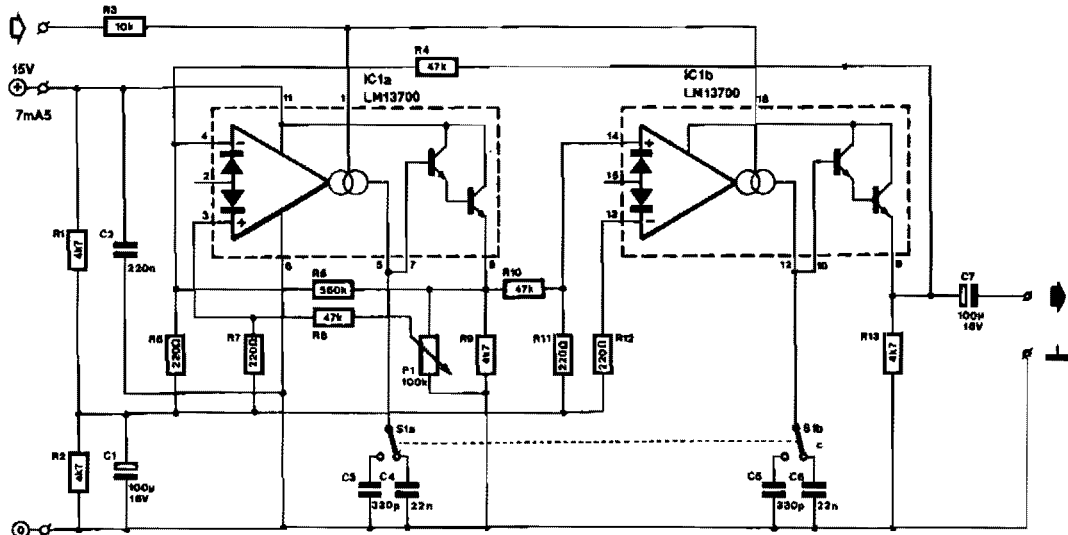 R3
10k
15V
7mA5
R4
47k
IC1a
LM13700
11
1
4
2
3
6
5
7
8
IC1b
LM13700
16
14
15
13
12
10
9
R1
4k7
C2
220n
R5
560k
R10
47k
47k
R8
R6
220Ω
R7
220Ω
P1
100k
R9
4k7
R11
220Ω
R12
220Ω
R13
4k7
C7
100µ
16V
R2
4k7
C1
100µ
16V
S1a
C3
330p
C4
22n
S1b
c
C5
330p
C6
22n